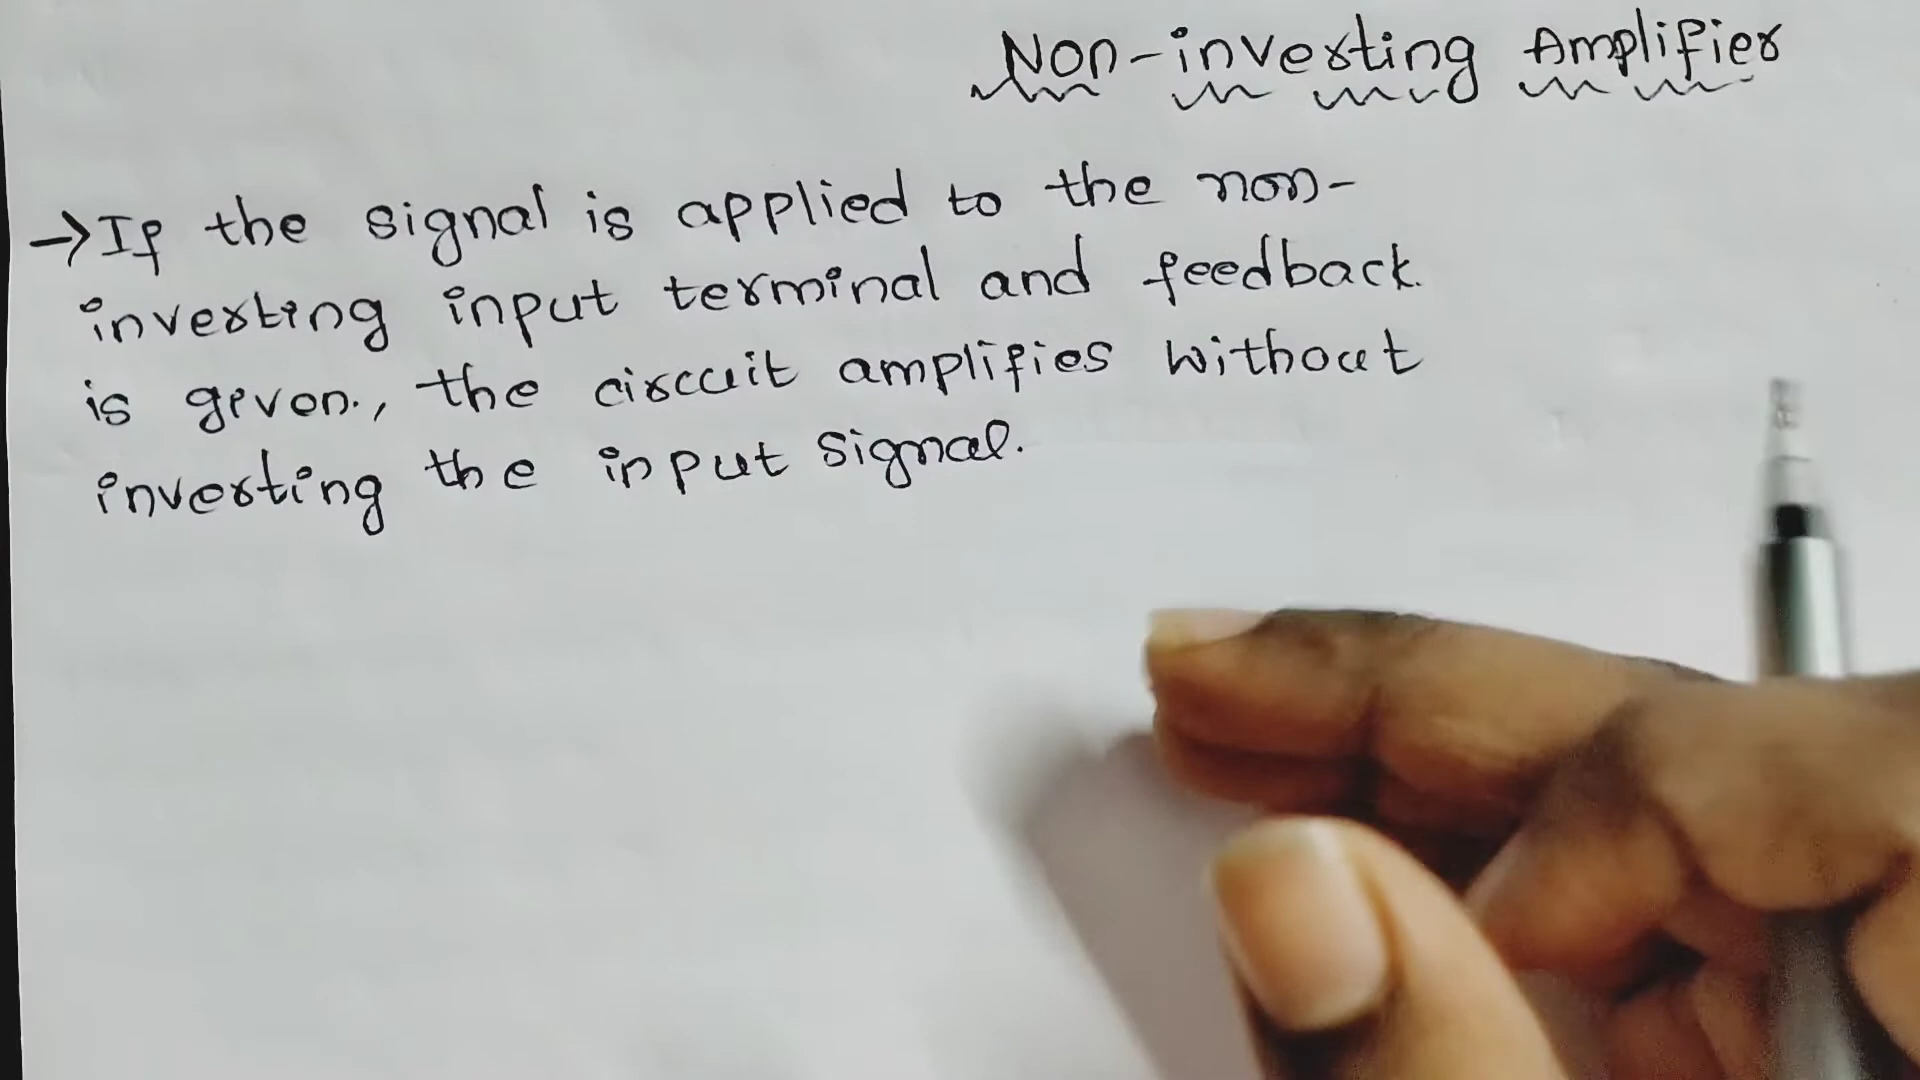 Non-inverting Amplifier
→If the signal is applied to the non-
inverting input terminal and feedback.
is given., the circuit amplifies without
inverting the input signal.